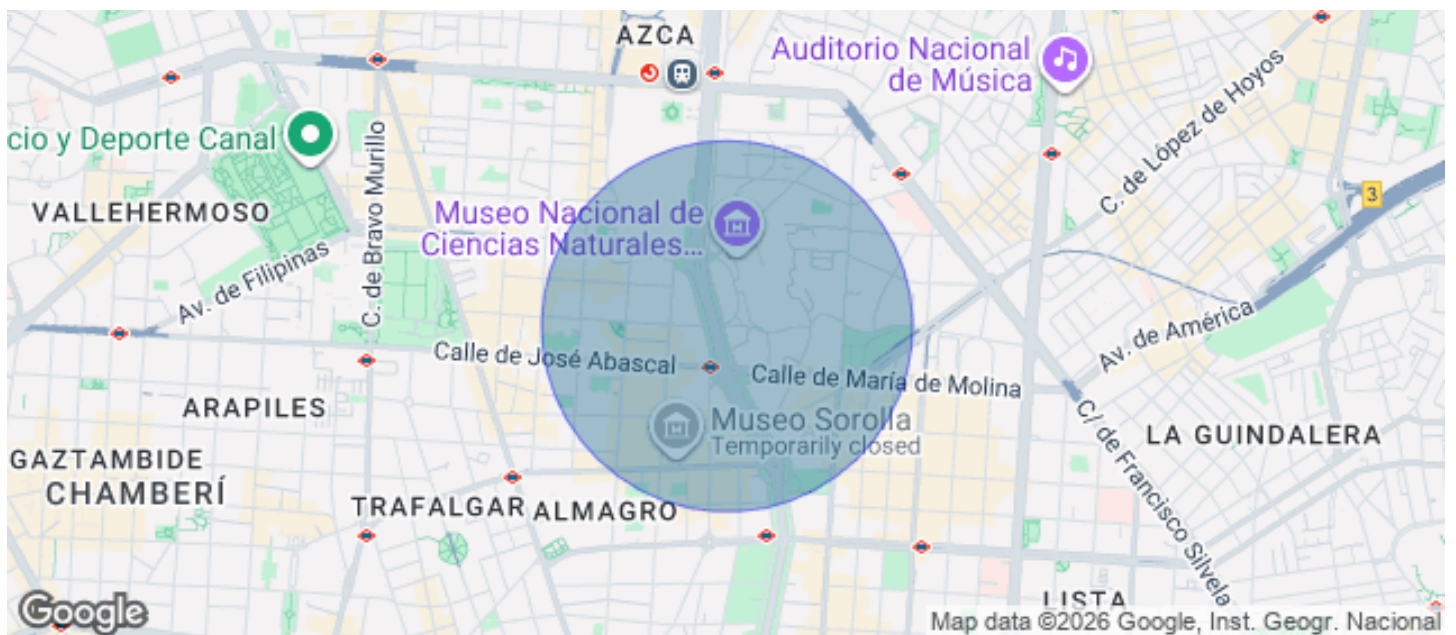 AZCA
Auditorio Nacional
de Música
C. de López de Hoyos
cio y Deporte Canal
C. de Bravo Murillo
3
VALLEHERMOSO
Museo Nacional de
Ciencias Naturales...
Av. de Filipinas
Av. de América
Calle de José Abascal
Calle de María de Molina
ARAPILES
Museo Sorolla
Temporarily closed
C/ de Francisco Silvela
LA GUINDALERA
GAZTAMBIDE
CHAMBERÍ
TRAFALGAR
ALMAGRO
LISTA
Google
Map data ©2026 Google, Inst. Geogr. Nacional